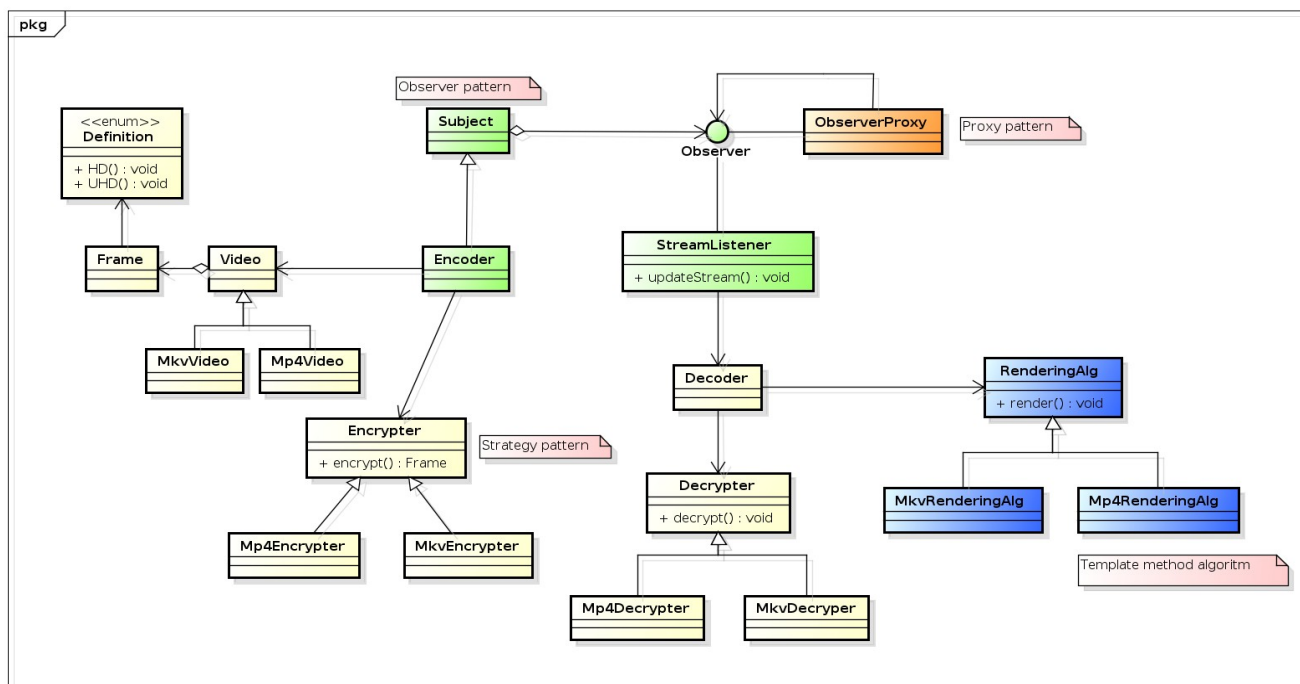 pkg
Observer pattern
<<enum>>
Definition
+ HD() : void
+ UHD() : void
Subject
Observer
ObserverProxy
Proxy pattern
Frame
Video
Encoder
StreamListener
+ updateStream() : void
MkvVideo
Mp4Video
Decoder
RenderingAlg
+ render() : void
Encrypter
+ encrypt() : Frame
Strategy pattern
Decrypter
+ decrypt() : void
MkvRenderingAlg
Mp4RenderingAlg
Mp4Encrypter
MkvEncrypter
Template method algoritm
Mp4Decrypter
MkvDecryper